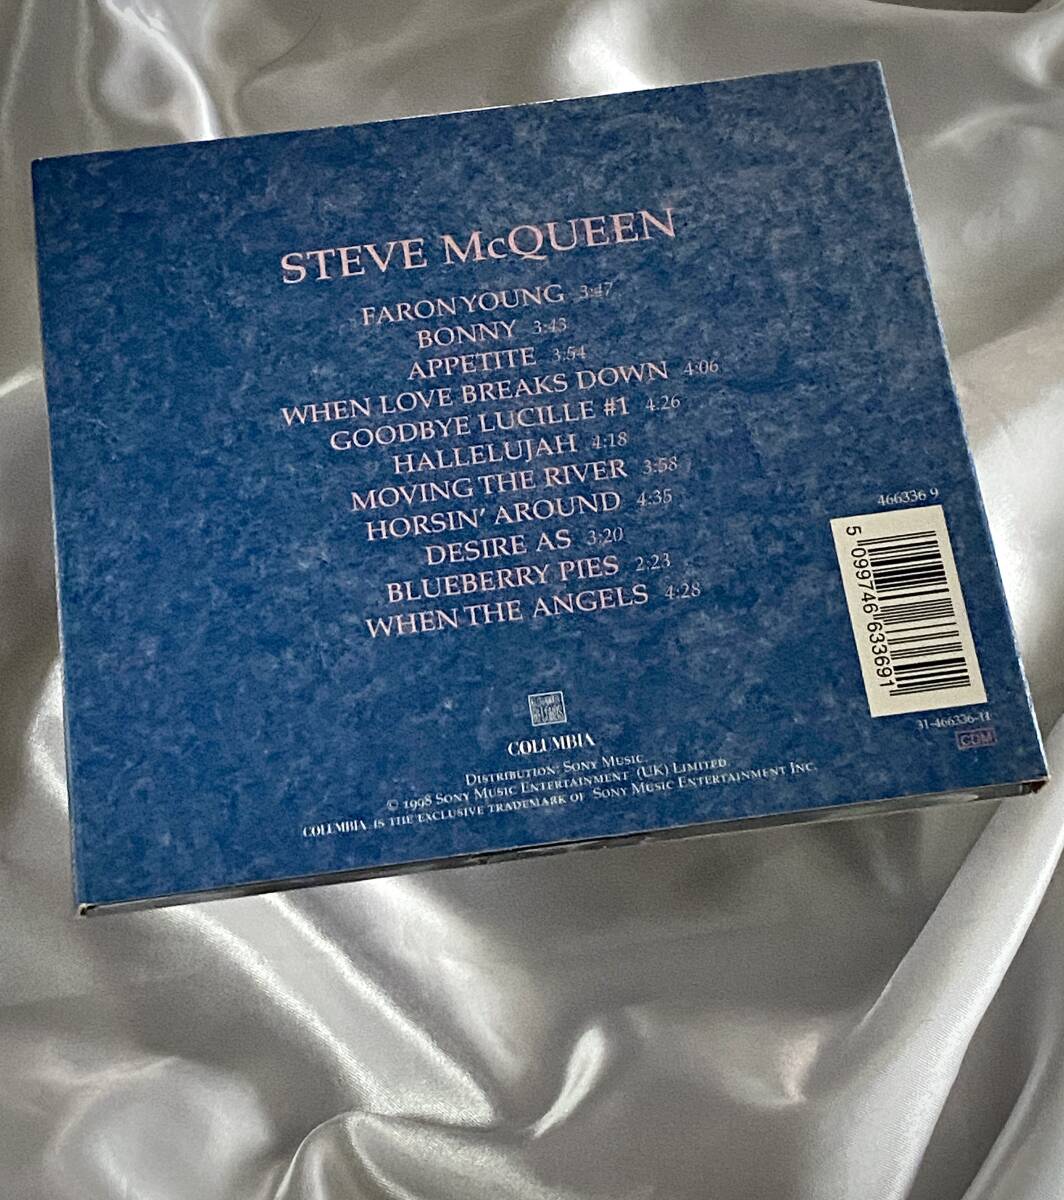 STEVE McQUEEN
FARON YOUNG 3:47
BONNY 3:43
APPETITE 3:54
WHEN LOVE BREAKS DOWN 4:06
GOODBYE LUCILLE #1 4.26
HALLELUJAH 4:18
MOVING THE RIVER 3:58
HORSIN' AROUND 4:35
DESIRE AS 3:20
BLUEBERRY PIES 2:23
WHEN THE ANGELS 4:28
466336 9
5 099746 633691
31-466336-14
CDM
COLUMBIA
DISTRIBUTION: SONY MUSIC
© 1998 SONY MUSIC ENTERTAINMENT (UK) LIMITED
COLUMBIA IS THE EXCLUSIVE TRADEMARK OF SONY MUSIC ENTERTAINMENT INC.